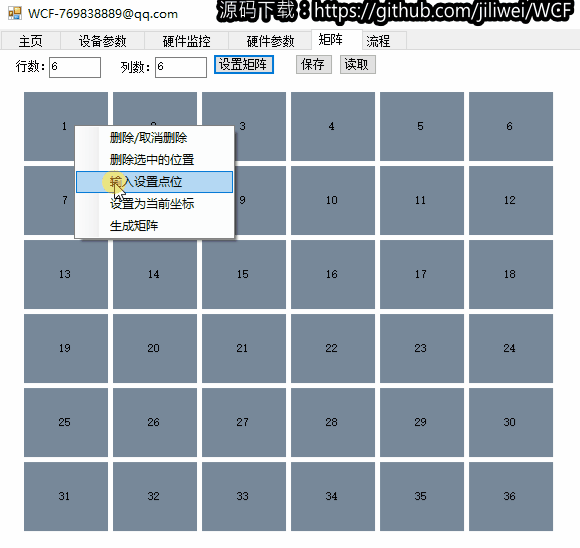 WCF-769838889@qq.com
源码下载：https://github.com/jiliwei/WCF
主页 设备参数 硬件监控 硬件参数 矩阵 流程
行数: 6 列数: 6 设置矩阵 保存 读取
1 2 3 4 5 6
删除/取消删除
删除选中的位置
输入设置点位
设置为当前坐标
生成矩阵
7 9 10 11 12
13 14 15 16 17 18
19 20 21 22 23 24
25 26 27 28 29 30
31 32 33 34 35 36